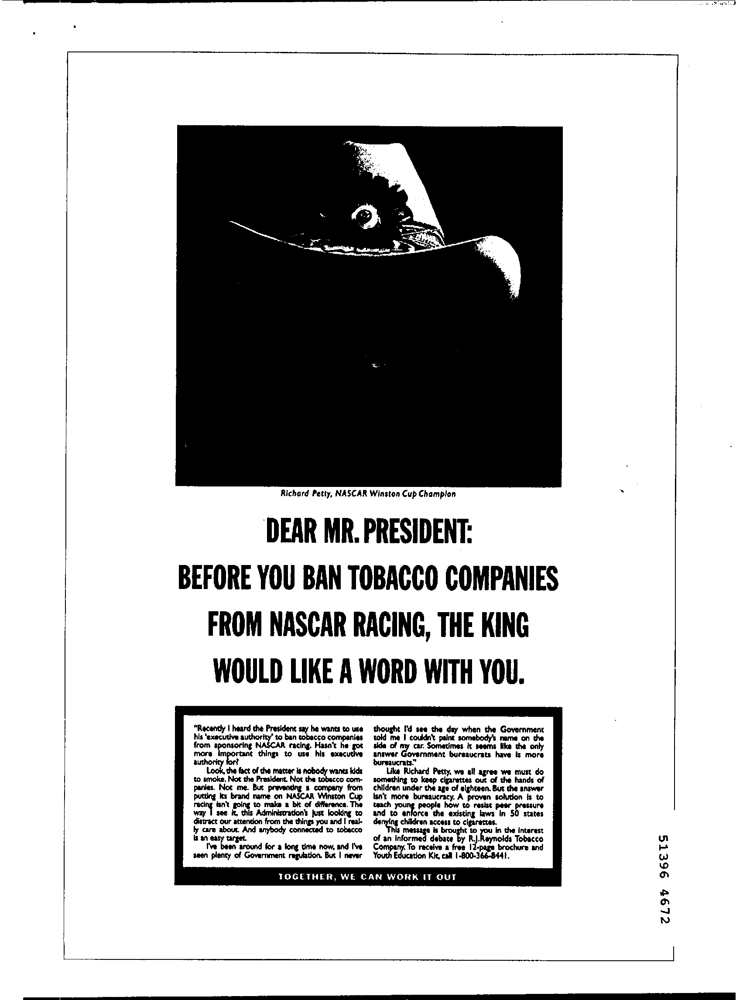 Richard Petty, NASCAR Winston Cup Champion
DEAR MR. PRESIDENT:
BEFORE YOU BAN TOBACCO COMPANIES
FROM NASCAR RACING, THE KING
WOULD LIKE A WORD WITH YOU.
"Recently I heard the President say he wants to use
his 'executive authority' to ban tobacco companies
from sponsoring NASCAR racing. Hasn't he got
more important things to use his executive
authority for?
Look, the fact of the matter is nobody wants kids
to smoke. Not the President. Not the tobacco com-
panies. Not me. But preventing a company from
putting its brand name on NASCAR Winston Cup
racing isn't going to make a bit of difference. The
way I see it, this Administration's just looking to
distract our attention from the things you and I real-
ly care about. And anybody connected to tobacco
is an easy target.
I've been around for a long time now, and I've
seen plenty of Government regulation. But I never
thought I'd see the day when the Government
told me I couldn't paint somebody's name on the
side of my car. Sometimes it seems like the only
answer Government bureaucrats have is more
bureaucrats."
Like Richard Petty, we all agree we must do
something to keep cigarettes out of the hands of
children under the age of eighteen. But the answer
isn't more bureaucracy. A proven solution is to
teach young people how to resist peer pressure
and to enforce the existing laws in 50 states
denying children access to cigarettes.
This message is brought to you in the interest
of an informed debate by R.J. Reynolds Tobacco
Company. To receive a free 12-page brochure and
Youth Education Kit, call 1-800-366-8441.
TOGETHER, WE CAN WORK IT OUT
51396 4672